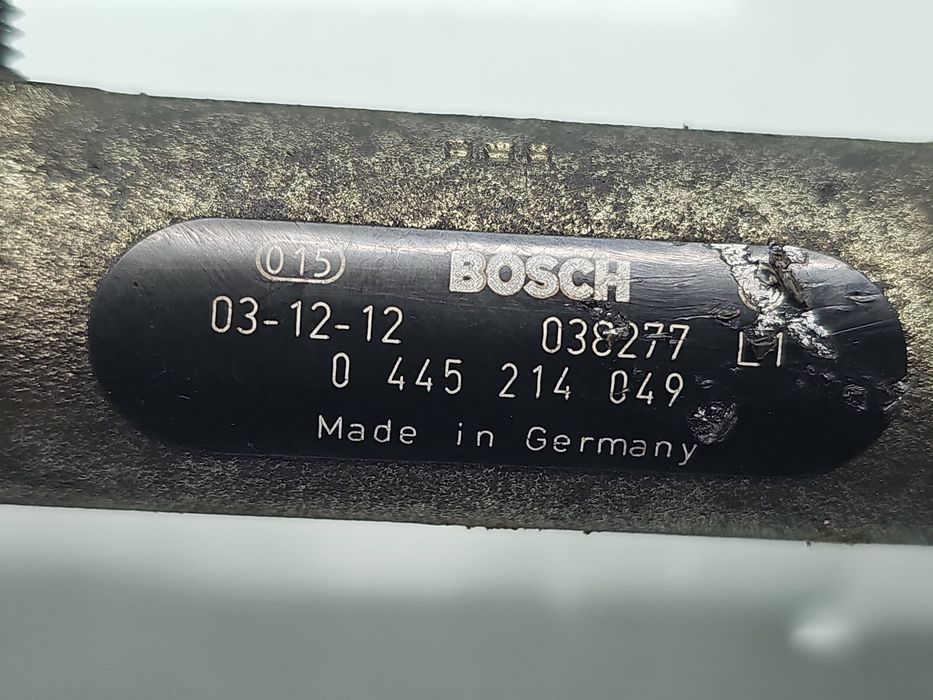 015 BOSCH
03-12-12 038277 L1
0 445 214 049
Made in Germany